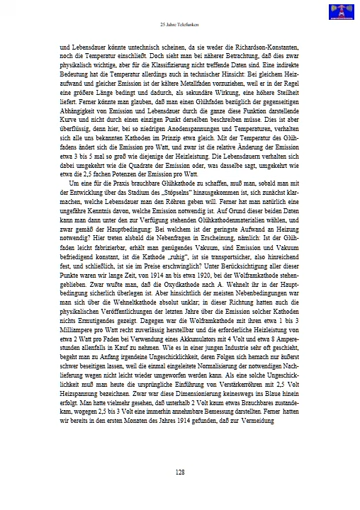 25 Jahre Telefunken
und Lebensdauer könnte untechnisch scheinen, da sie weder die Richardson-Konstanten,
noch die Temperatur einschließt. Doch sieht man bei näherer Betrachtung, daß dies zwar
physikalisch wichtige, aber für die Klassifizierung nicht treffende Daten sind. Eine indirekte
Bedeutung hat die Temperatur allerdings auch in technischer Hinsicht: Bei gleichem Heiz-
aufwand und gleicher Emission ist der kältere Metallfaden vorzuziehen, weil er in der Regel
eine größere Länge bedingt und dadurch, als sekundäre Wirkung, eine höhere Steilheit
liefert. Ferner könnte man glauben, daß man einen Glühfaden bezüglich der gegenseitigen
Abhängigkeit von Emission und Lebensdauer durch die ganze diese Punktion darstellende
Kurve und nicht durch einen einzigen Punkt derselben beschreiben müsse. Dies ist aber
überflüssig, denn hier, bei so niedrigen Anodenspannungen und Temperaturen, verhalten
sich alle uns bekannten Kathoden im Prinzip etwa gleich. Mit der Temperatur des Glüh-
fadens ändert sich die Emission pro Watt, und zwar ist die relative Änderung der Emission
etwa 3 bis 5 mal so groß wie diejenige der Heizleistung. Die Lebensdauern verhalten sich
dabei umgekehrt wie die Quadrate der Emission oder, was dasselbe sagt, umgekehrt wie
etwa die 2,5 fachen Potenzen der Emission pro Watt.
Um eine für die Praxis brauchbare Glühkathode zu schaffen, muß man, sobald man mit
der Entwicklung über das Stadium des „Stöpselns" hinausgekommen ist, sich zunächst klar-
machen, welche Lebensdauer man den Röhren geben will. Ferner hat man natürlich eine
ungefähre Kenntnis davon, welche Emission notwendig ist. Auf Grund dieser beiden Daten
kann man dann unter den zur Verfügung stehenden Glühkathodenmaterialien wählen, und
zwar gemäß der Hauptbedingung: Bei welchem ist der geringste Aufwand an Heizung
notwendig? Hier treten alsbald die Nebenfragen in Erscheinung, nämlich: Ist der Glüh-
faden leicht fabrizierbar, erhält man genügendes Vakuum, sind Emission und Vakuum
befriedigend konstant, ist die Kathode „ruhig", ist sie transportsicher, also hinreichend
fest, und schließlich, ist sie im Preise erschwinglich? Unter Berücksichtigung aller dieser
Punkte waren wir lange Zeit, von 1914 an bis etwa 1920, bei der Wolframkathode stehen-
geblieben. Zwar wußte man, daß die Oxydkathode nach A. Wehnelt ihr in der Haupt-
bedingung sicherlich überlegen ist. Aber hinsichtlich der meisten Nebenbedingungen war
man sich über die Wehneltkathode absolut unklar; in dieser Richtung hatten auch die
physikalischen Veröffentlichungen der letzten Jahre über die Emission solcher Kathoden
nichts Ermutigendes gezeigt. Dagegen war die Wolframkathode mit ihren etwa 1 bis 3
Milliampere pro Watt recht zuverlässig herstellbar und die erforderliche Heizleistung von
etwa 2 Watt pro Faden bei Verwendung eines Akkumulators mit 4 Volt und etwa 8 Ampere-
stunden allenfalls in Kauf zu nehmen. Wie es in einer jungen Industrie sehr oft geschieht,
begeht man zu Anfang irgendeine Ungeschicklichkeit, deren Folgen sich hernach nur äußerst
schwer beseitigen lassen, weil die einmal eingeleitete Normalisierung der notwendigen Nach-
lieferung wegen nicht leicht wieder umgeworfen werden kann. Als eine solche Ungeschick-
lichkeit muß man heute die ursprüngliche Einführung von Verstärkerröhren mit 2,5 Volt
Heizspannung bezeichnen. Zwar war diese Dimensionierung keineswegs ins Blaue hinein
erfolgt. Man hatte vielmehr gesehen, daß unterhalb 2 Volt kaum etwas Brauchbares zustande-
kam, wogegen 2,5 bis 3 Volt eine immerhin annehmbare Bemessung darstellten. Ferner hatten
wir bereits in den ersten Monaten des Jahres 1914 gefunden, daß zur Vermeidung
128